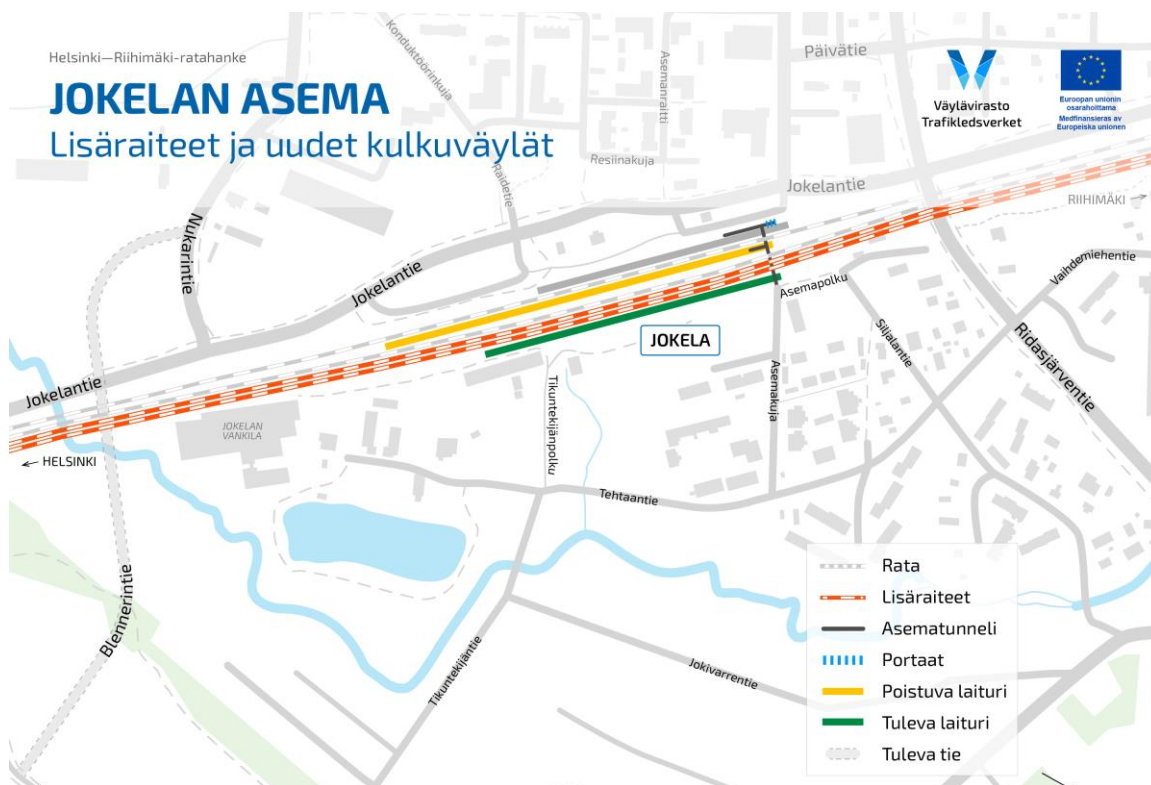 Helsinki—Riihimäki-ratahanke
JOKELAN ASEMA
Lisäraiteet ja uudet kulkuväylät
Väylävirasto
Trafikledsverket
Euroopan unionin
osarahoittama
Medfinansieras av
Europeiska unionen
Konduktöörinkuja
Asemanraitti
Päivätie
Resiinakuja
Raidetie
Jokelantie
RIIHIMÄKI
Nukarintie
Jokelantie
Vaihdemiehentie
Asemapolku
JOKELA
Siljalantie
Ridasjärventie
Jokelantie
JOKELAN
VANKILA
Tikuntekijänpolku
Asemakuja
← HELSINKI
Tehtaantie
Blennerintie
Tikuntekijäntie
Jokivarrentie
Rata
Lisäraiteet
Asematunneli
Portaat
Poistuva laituri
Tuleva laituri
Tuleva tie